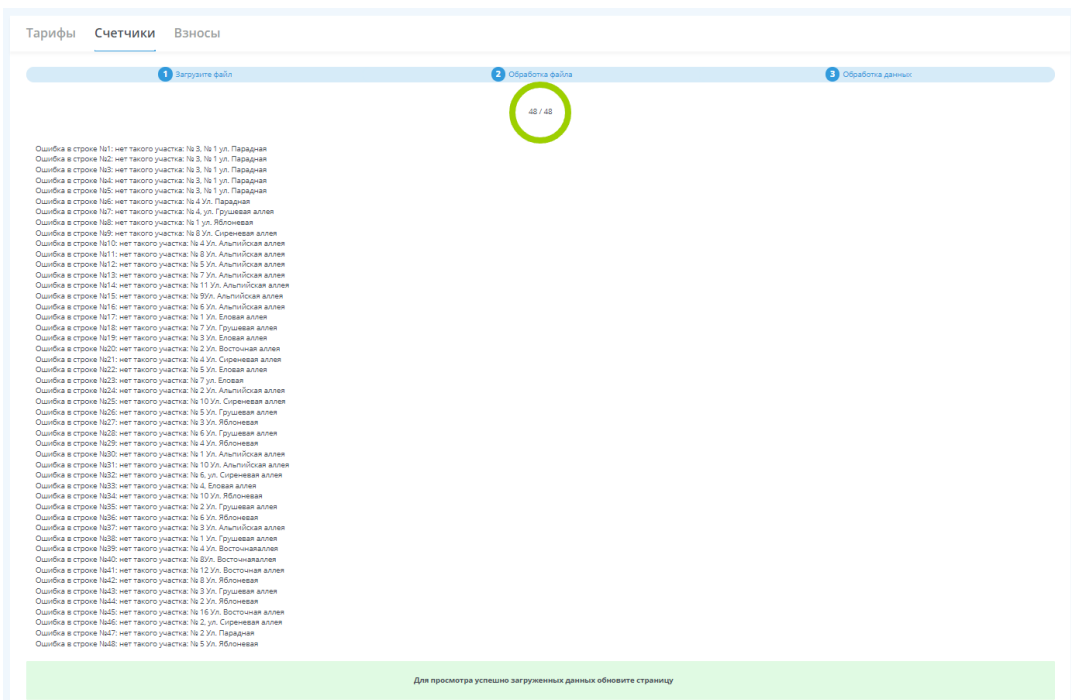 Тарифы Счетчики Взносы
1 Загрузите файл 2 Обработка файла 3 Обработка данных
48 / 48
Ошибка в строке №1: нет такого участка: № 3, № 1 ул. Парадная
Ошибка в строке №2: нет такого участка: № 3, № 1 ул. Парадная
Ошибка в строке №3: нет такого участка: № 3, № 1 ул. Парадная
Ошибка в строке №4: нет такого участка: № 3, № 1 ул. Парадная
Ошибка в строке №5: нет такого участка: № 3, № 1 ул. Парадная
Ошибка в строке №6: нет такого участка: № 4 Ул. Парадная
Ошибка в строке №7: нет такого участка: № 4, ул. Грушевая аллея
Ошибка в строке №8: нет такого участка: № 1 ул. Яблоневая
Ошибка в строке №9: нет такого участка: № 8 Ул. Сиреневая аллея
Ошибка в строке №10: нет такого участка: № 4 Ул. Альпийская аллея
Ошибка в строке №11: нет такого участка: № 8 Ул. Альпийская аллея
Ошибка в строке №12: нет такого участка: № 5 Ул. Альпийская аллея
Ошибка в строке №13: нет такого участка: № 7 Ул. Альпийская аллея
Ошибка в строке №14: нет такого участка: № 11 Ул. Альпийская аллея
Ошибка в строке №15: нет такого участка: № 9Ул. Альпийская аллея
Ошибка в строке №16: нет такого участка: № 6 Ул. Альпийская аллея
Ошибка в строке №17: нет такого участка: № 1 Ул. Еловая аллея
Ошибка в строке №18: нет такого участка: № 7 Ул. Грушевая аллея
Ошибка в строке №19: нет такого участка: № 3 Ул. Еловая аллея
Ошибка в строке №20: нет такого участка: № 2 Ул. Восточная аллея
Ошибка в строке №21: нет такого участка: № 4 Ул. Сиреневая аллея
Ошибка в строке №22: нет такого участка: № 5 Ул. Еловая аллея
Ошибка в строке №23: нет такого участка: № 7 ул. Еловая
Ошибка в строке №24: нет такого участка: № 2 Ул. Альпийская аллея
Ошибка в строке №25: нет такого участка: № 10 Ул. Сиреневая аллея
Ошибка в строке №26: нет такого участка: № 5 Ул. Грушевая аллея
Ошибка в строке №27: нет такого участка: № 3 Ул. Яблоневая
Ошибка в строке №28: нет такого участка: № 6 Ул. Грушевая аллея
Ошибка в строке №29: нет такого участка: № 4 Ул. Яблоневая
Ошибка в строке №30: нет такого участка: № 1 Ул. Альпийская аллея
Ошибка в строке №31: нет такого участка: № 10 Ул. Альпийская аллея
Ошибка в строке №32: нет такого участка: № 6, ул. Сиреневая аллея
Ошибка в строке №33: нет такого участка: № 4, Еловая аллея
Ошибка в строке №34: нет такого участка: № 10 Ул. Яблоневая
Ошибка в строке №35: нет такого участка: № 2 Ул. Грушевая аллея
Ошибка в строке №36: нет такого участка: № 6 Ул. Яблоневая
Ошибка в строке №37: нет такого участка: № 3 Ул. Альпийская аллея
Ошибка в строке №38: нет такого участка: № 1 Ул. Грушевая аллея
Ошибка в строке №39: нет такого участка: № 4 Ул. Восточнаяаллея
Ошибка в строке №40: нет такого участка: № 8Ул. Восточнаяаллея
Ошибка в строке №41: нет такого участка: № 12 Ул. Восточная аллея
Ошибка в строке №42: нет такого участка: № 8 Ул. Яблоневая
Ошибка в строке №43: нет такого участка: № 3 Ул. Грушевая аллея
Ошибка в строке №44: нет такого участка: № 2 Ул. Яблоневая
Ошибка в строке №45: нет такого участка: № 16 Ул. Восточная аллея
Ошибка в строке №46: нет такого участка: № 2, ул. Сиреневая аллея
Ошибка в строке №47: нет такого участка: № 2 Ул. Парадная
Ошибка в строке №48: нет такого участка: № 5 Ул. Яблоневая
Для просмотра успешно загруженных данных обновите страницу